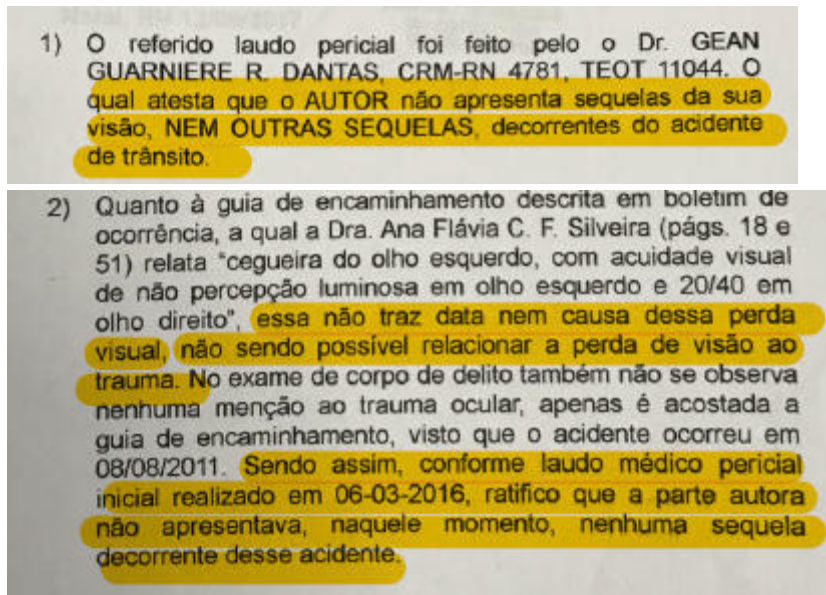 1) O referido laudo pericial foi feito pelo o Dr. GEAN
GUARNIERE R. DANTAS, CRM-RN 4781, TEOT 11044. O
qual atesta que o AUTOR não apresenta sequelas da sua
visão, NEM OUTRAS SEQUELAS, decorrentes do acidente
de trânsito.
2) Quanto à guia de encaminhamento descrita em boletim de
ocorrência, a qual a Dra. Ana Flávia C. F. Silveira (págs. 18 e
51) relata "cegueira do olho esquerdo, com acuidade visual
de não percepção luminosa em olho esquerdo e 20/40 em
olho direito", essa não traz data nem causa dessa perda
visual, não sendo possível relacionar a perda de visão ao
trauma. No exame de corpo de delito também não se observa
nenhuma menção ao trauma ocular, apenas é acostada a
guia de encaminhamento, visto que o acidente ocorreu em
08/08/2011. Sendo assim, conforme laudo médico pericial
inicial realizado em 06-03-2016, ratifico que a parte autora
não apresentava, naquele momento, nenhuma sequela
decorrente desse acidente.